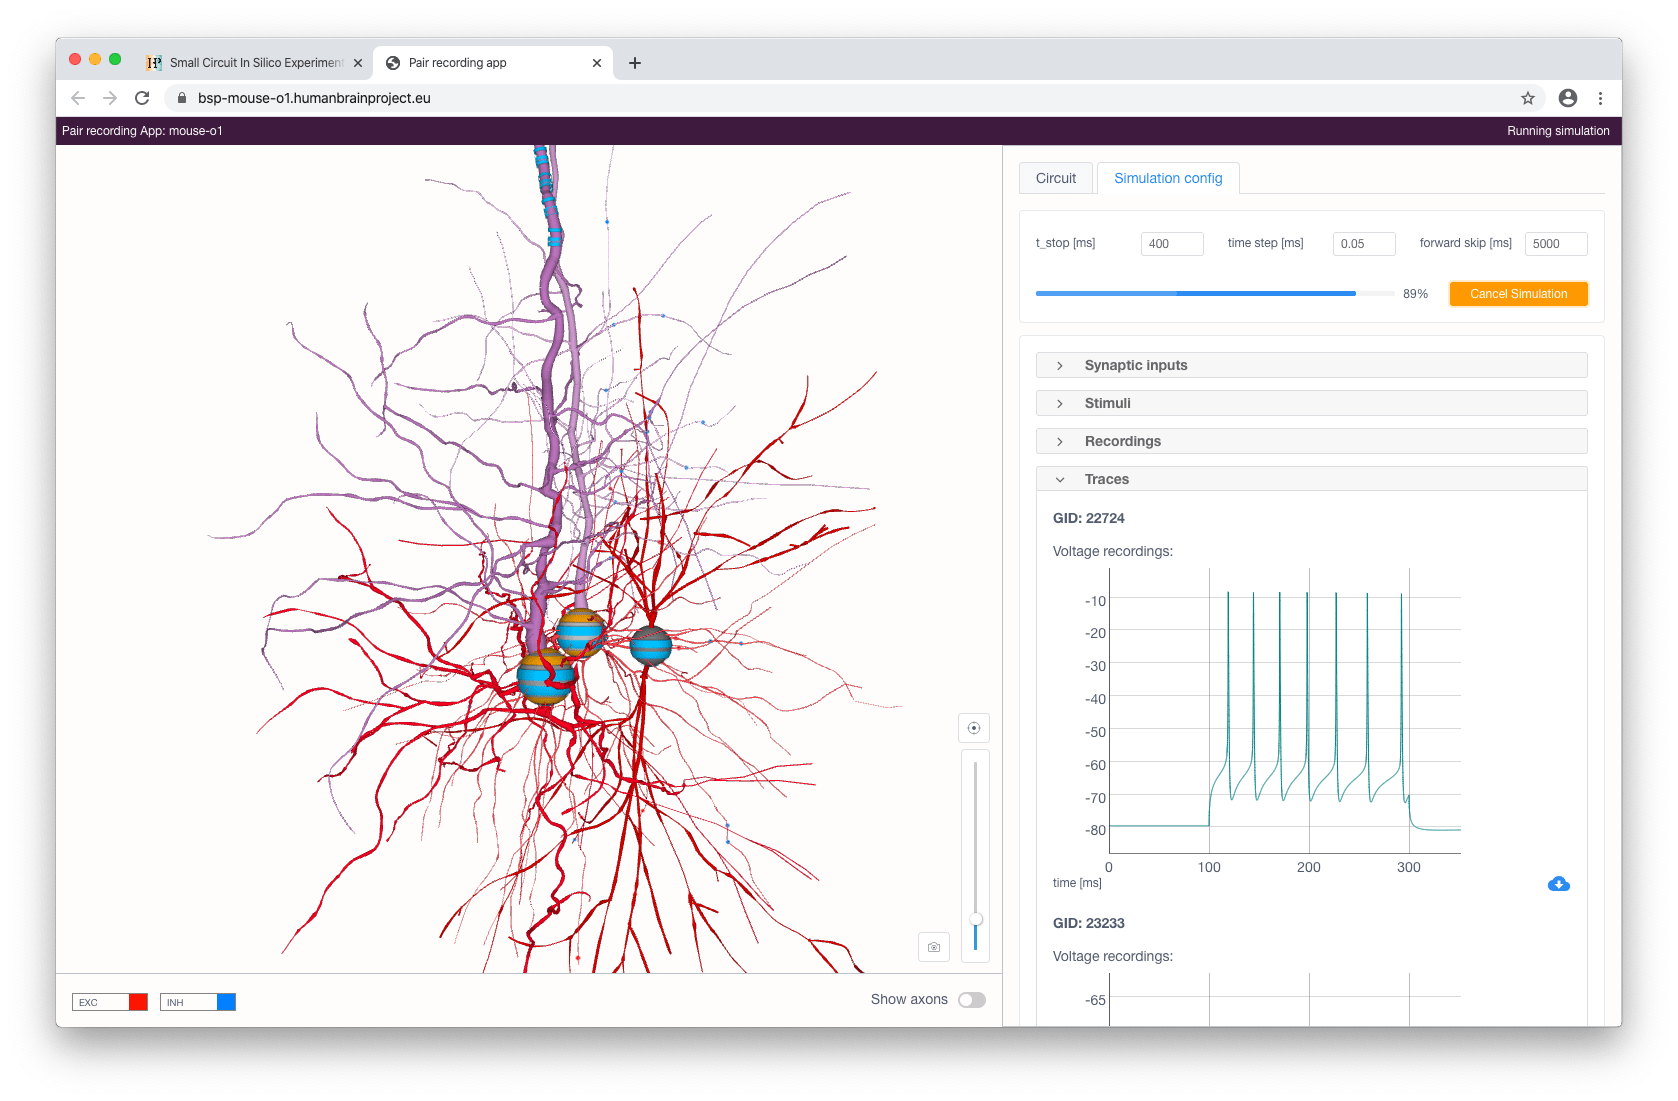 Small Circuit In Silico Experiment
Pair recording app
bsp-mouse-o1.humanbrainproject.eu
Pair recording App: mouse-o1
Running simulation
Circuit
Simulation config
t_stop [ms] 400 time step [ms] 0.05 forward skip [ms] 5000
89% Cancel Simulation
Synaptic inputs
Stimuli
Recordings
Traces
GID: 22724
Voltage recordings:
-10
-20
-30
-40
-50
-60
-70
-80
0 100 200 300
time [ms]
GID: 23233
Voltage recordings:
-65
EXC INH Show axons